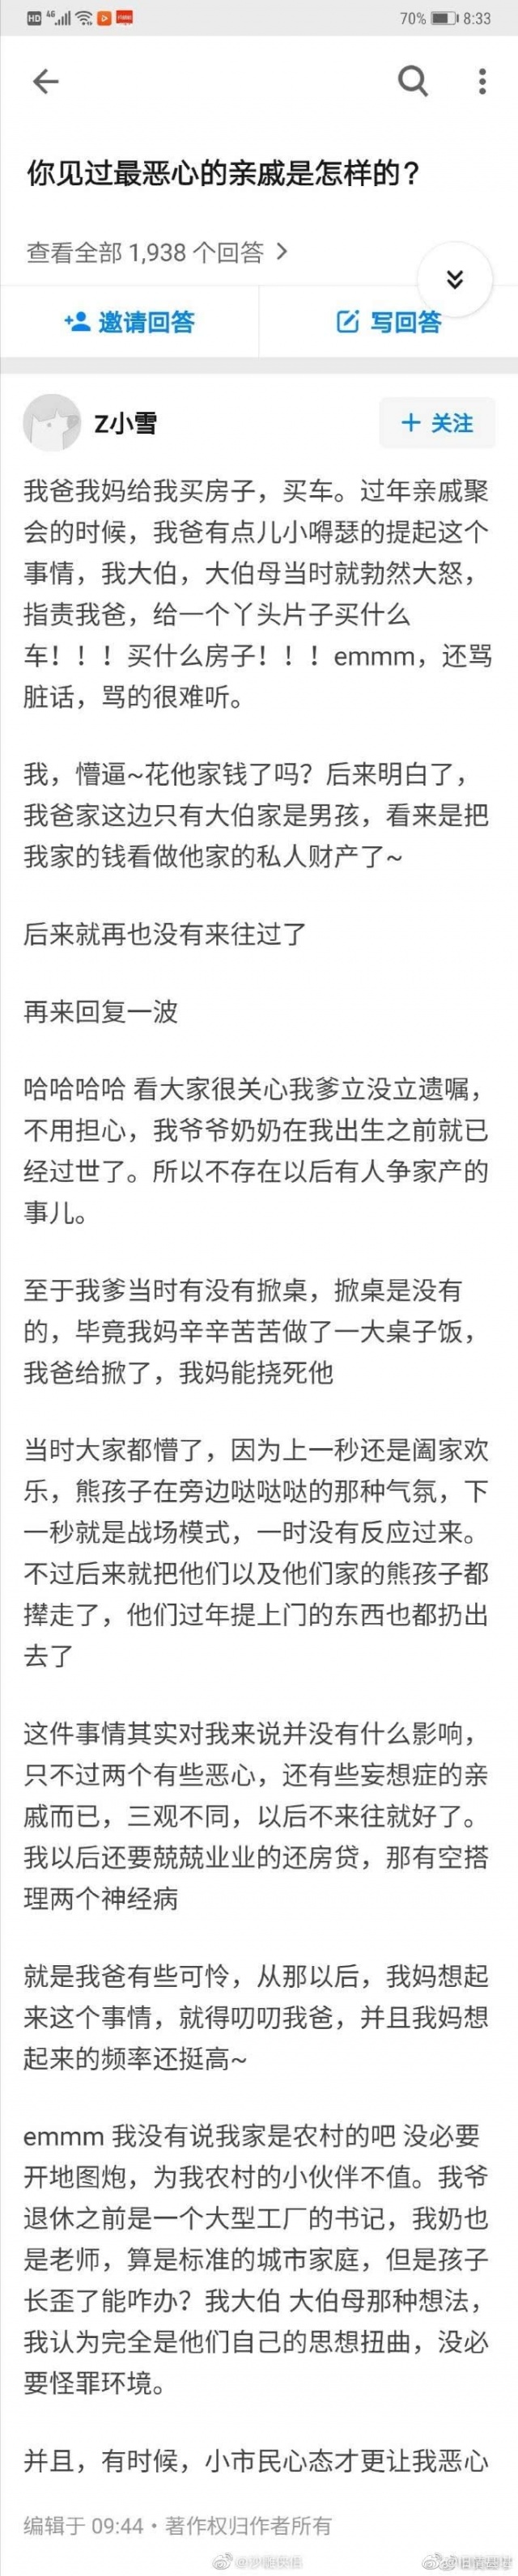 HD 46 70% 8:33
你见过最恶心的亲戚是怎样的?
查看全部 1,938 个回答
邀请回答 写回答
Z小雪 + 关注
我爸我妈给我买房子，买车。过年亲戚聚
会的时候，我爸有点儿小嘚瑟的提起这个
事情，我大伯，大伯母当时就勃然大怒，
指责我爸，给一个丫头片子买什么
车！！！买什么房子！！！emmm，还骂
脏话，骂的很难听。
我，懵逼~花他家钱了吗？后来明白了，
我爸家这边只有大伯家是男孩，看来是把
我家的钱看做他家的私人财产了~
后来就再也没有来往过了
再来回复一波
哈哈哈哈 看大家很关心我爹立没立遗嘱，
不用担心，我爷爷奶奶在我出生之前就已
经过世了。所以不存在以后有人争家产的
事儿。
至于我爹当时有没有掀桌，掀桌是没有
的，毕竟我妈辛辛苦苦做了一大桌子饭，
我爸给掀了，我妈能挠死他
当时大家都懵了，因为上一秒还是阖家欢
乐，熊孩子在旁边哒哒哒的那种气氛，下
一秒就是战场模式，一时没有反应过来。
不过后来就把他们以及他们家的熊孩子都
撵走了，他们过年提上门的东西也都扔出
去了
这件事情其实对我来说并没有什么影响，
只不过两个有些恶心，还有些妄想症的亲
戚而已，三观不同，以后不来往就好了。
我以后还要兢兢业业的还房贷，那有空搭
理两个神经病
就是我爸有些可怜，从那以后，我妈想起
来这个事情，就得叨叨我爸，并且我妈想
起来的频率还挺高~
emmm 我没有说我家是农村的吧 没必要
开地图炮，为我农村的小伙伴不值。我爷
退休之前是一个大型工厂的书记，我奶也
是老师，算是标准的城市家庭，但是孩子
长歪了能咋办？我大伯 大伯母那种想法，
我认为完全是他们自己的思想扭曲，没必
要怪罪环境。
并且，有时候，小市民心态才更让我恶心
编辑于 09:44 · 著作权归作者所有